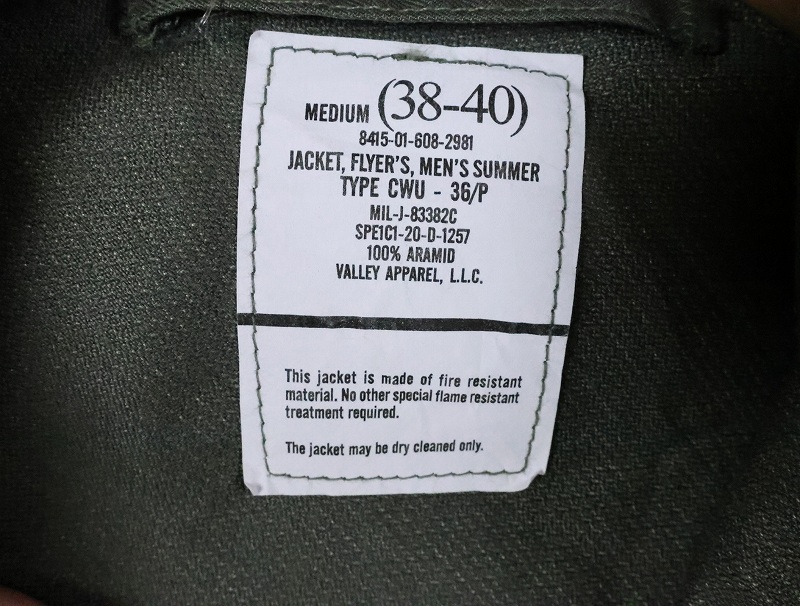 MEDIUM (38-40)
8415-01-608-2981
JACKET, FLYER'S, MEN'S SUMMER
TYPE CWU - 36/P
MIL-J-83382C
SPE1C1-20-D-1257
100% ARAMID
VALLEY APPAREL, L.L.C.
This jacket is made of fire resistant
material. No other special flame resistant
treatment required.
The jacket may be dry cleaned only.